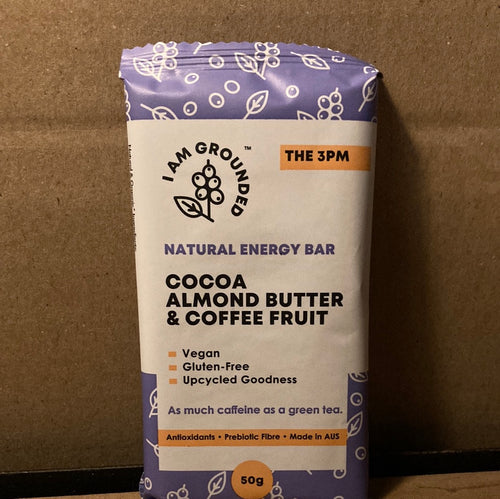 I AM GROUNDED™
THE 3PM
NATURAL ENERGY BAR
COCOA
ALMOND BUTTER
& COFFEE FRUIT
Vegan
Gluten-Free
Upcycled Goodness
As much caffeine as a green tea.
Antioxidants • Prebiotic Fibre • Made in AUS
50g